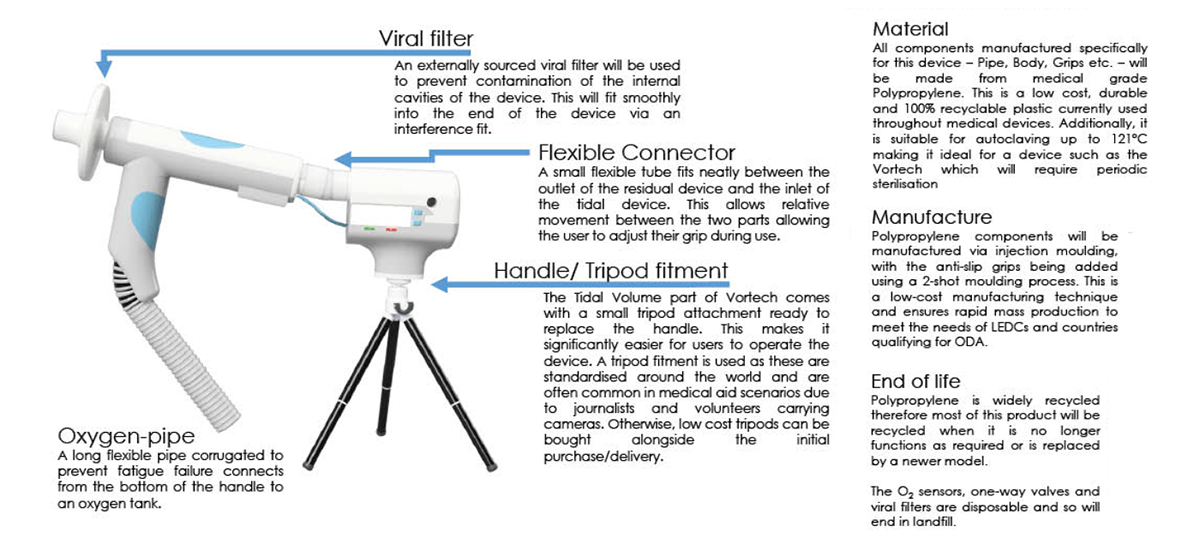 Viral filter
An externally sourced viral filter will be used
to prevent contamination of the internal
cavities of the device. This will fit smoothly
into the end of the device via an
interference fit.
Flexible Connector
A small flexible tube fits neatly between the
outlet of the residual device and the inlet of
the tidal device. This allows relative
movement between the two parts allowing
the user to adjust their grip during use.
Handle/ Tripod fitment
The Tidal Volume part of Vortech comes
with a small tripod attachment ready to
replace the handle. This makes it
significantly easier for users to operate the
device. A tripod fitment is used as these are
standardised around the world and are
often common in medical aid scenarios due
to journalists and volunteers carrying
cameras. Otherwise, low cost tripods can be
bought alongside the initial
purchase/delivery.
Oxygen-pipe
A long flexible pipe corrugated to
prevent fatigue failure connects
from the bottom of the handle to
an oxygen tank.
Material
All components manufactured specifically
for this device – Pipe, Body, Grips etc. – will
be made from medical grade
Polypropylene. This is a low cost, durable
and 100% recyclable plastic currently used
throughout medical devices. Additionally, it
is suitable for autoclaving up to 121°C
making it ideal for a device such as the
Vortech which will require periodic
sterilisation
Manufacture
Polypropylene components will be
manufactured via injection moulding,
with the anti-slip grips being added
using a 2-shot moulding process. This is
a low-cost manufacturing technique
and ensures rapid mass production to
meet the needs of LEDCs and countries
qualifying for ODA.
End of life
Polypropylene is widely recycled
therefore most of this product will be
recycled when it is no longer
functions as required or is replaced
by a newer model.
The O₂ sensors, one-way valves and
viral filters are disposable and so will
end in landfill.